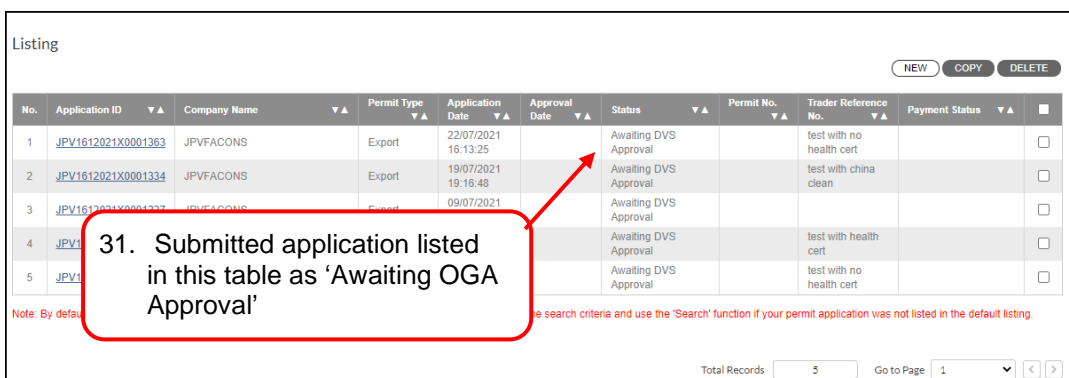 Listing
NEW COPY DELETE
No. Application ID ▼▲ Company Name ▼▲ Permit Type ▼▲ Application Date ▼▲ Approval Date ▼▲ Status ▼▲ Permit No. ▼▲ Trader Reference No. ▼▲ Payment Status ▼▲
1 JPV1612021X0001363 JPVFACONS Export 22/07/2021 16:13:25 Awaiting DVS Approval test with no health cert
2 JPV1612021X0001334 JPVFACONS Export 19/07/2021 19:16:48 Awaiting DVS Approval test with china clean
3 09/07/2021 Awaiting DVS Approval
4 JPV1 Awaiting DVS Approval test with health cert
5 JPV1 Awaiting DVS Approval test with no health cert
31. Submitted application listed
in this table as ‘Awaiting OGA
Approval’
Note: By defau he search criteria and use the 'Search' function if your permit application was not listed in the default listing.
Total Records 5 Go to Page 1 < >